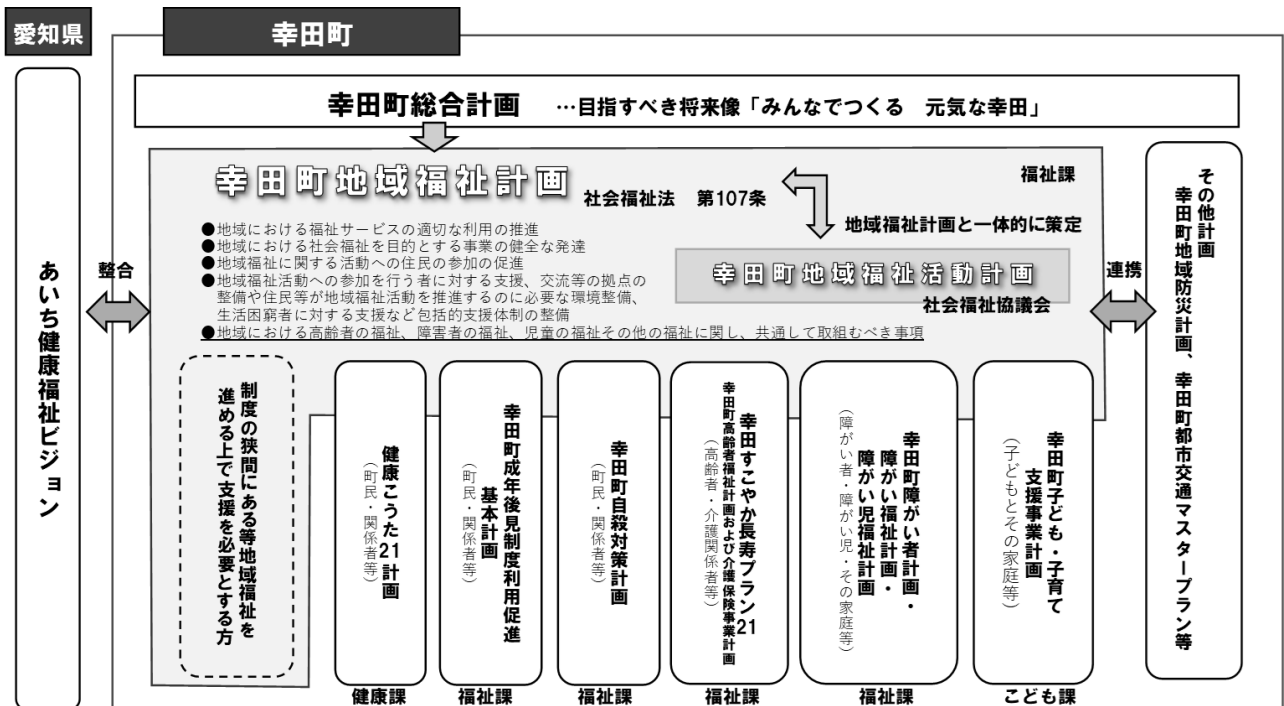 愛知県
幸田町
幸田町総合計画 …目指すべき将来像「みんなでつくる 元気な幸田」
幸田町地域福祉計画
社会福祉法 第107条
福祉課
●地域における福祉サービスの適切な利用の推進
●地域における社会福祉を目的とする事業の健全な発達
●地域福祉に関する活動への住民の参加の促進
●地域福祉活動への参加を行う者に対する支援、交流等の拠点の
整備や住民等が地域福祉活動を推進するのに必要な環境整備、
生活困窮者に対する支援など包括的支援体制の整備
●地域における高齢者の福祉、障害者の福祉、児童の福祉その他の福祉に関し、共通して取組むべき事項
地域福祉計画と一体的に策定
幸田町地域福祉活動計画
社会福祉協議会
整合
連携
あいち健康福祉ビジョン
制度の狭間にある等地域福祉を
進める上で支援を必要とする方
健康こうた21計画
（町民・関係者等）
健康課
幸田町成年後見制度利用促進
基本計画
（町民・関係者等）
福祉課
幸田町自殺対策計画
（町民・関係者等）
福祉課
幸田すこやか長寿プラン21
幸田町高齢者福祉計画および介護保険事業計画
（高齢者・介護関係者等）
福祉課
幸田町障がい者計画・
障がい福祉計画・
障がい児福祉計画
（障がい者・障がい児・その家庭等）
福祉課
幸田町子ども・子育て
支援事業計画
（子どもとその家庭等）
こども課
その他計画
幸田町地域防災計画、幸田町都市交通マスタープラン等